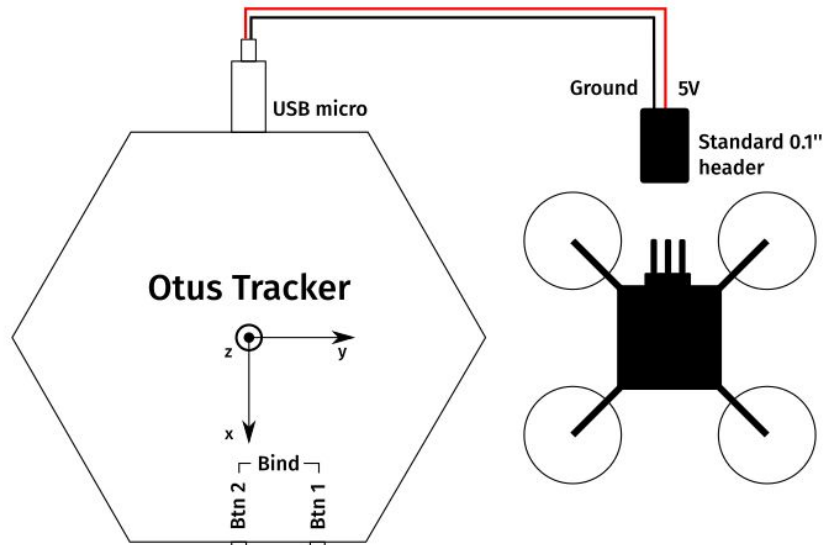 Ground 5V
USB micro
Standard 0.1"
header
Otus Tracker
z
y
x
Bind
Btn 2
Btn 1